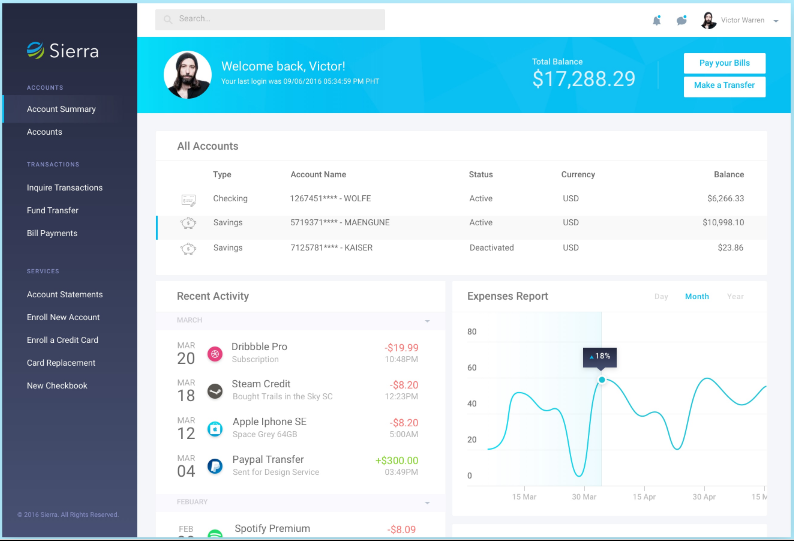 Search...
Victor Warren
Sierra
ACCOUNTS
Account Summary
Accounts
TRANSACTIONS
Inquire Transactions
Fund Transfer
Bill Payments
SERVICES
Account Statements
Enroll New Account
Enroll a Credit Card
Card Replacement
New Checkbook
© 2016 Sierra. All Rights Reserved.
Welcome back, Victor!
Your last login was 09/06/2016 05:34:59 PM PHT
Total Balance
$17,288.29
Pay your Bills
Make a Transfer
All Accounts
Type Account Name Status Currency Balance
Checking 1267451**** - WOLFE Active USD $6,266.33
Savings 5719371**** - MAENGUNE Active USD $10,998.10
Savings 7125781**** - KAISER Deactivated USD $23.86
Recent Activity
MARCH
MAR
20
Dribbble Pro -$19.99
Subscription 10:48PM
MAR
18
Steam Credit -$8.20
Bought Trails in the Sky SC 12:23PM
MAR
12
Apple Iphone SE -$8.20
Space Grey 64GB 5:00AM
MAR
04
Paypal Transfer +$300.00
Sent for Design Service 03:49PM
FEBUARY
FEB
Spotify Premium -$8.09
Expenses Report
Day Month Year
80
60
40
20
0
18%
15 Mar 30 Mar 15 Apr 30 Apr 15 M